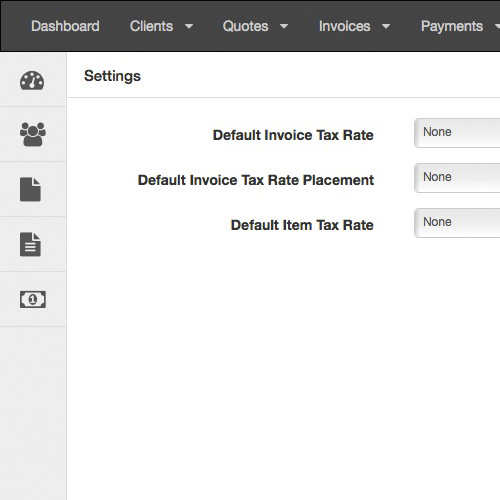 Dashboard Clients Quotes Invoices Payments
Settings
Default Invoice Tax Rate None
Default Invoice Tax Rate Placement None
Default Item Tax Rate None
1